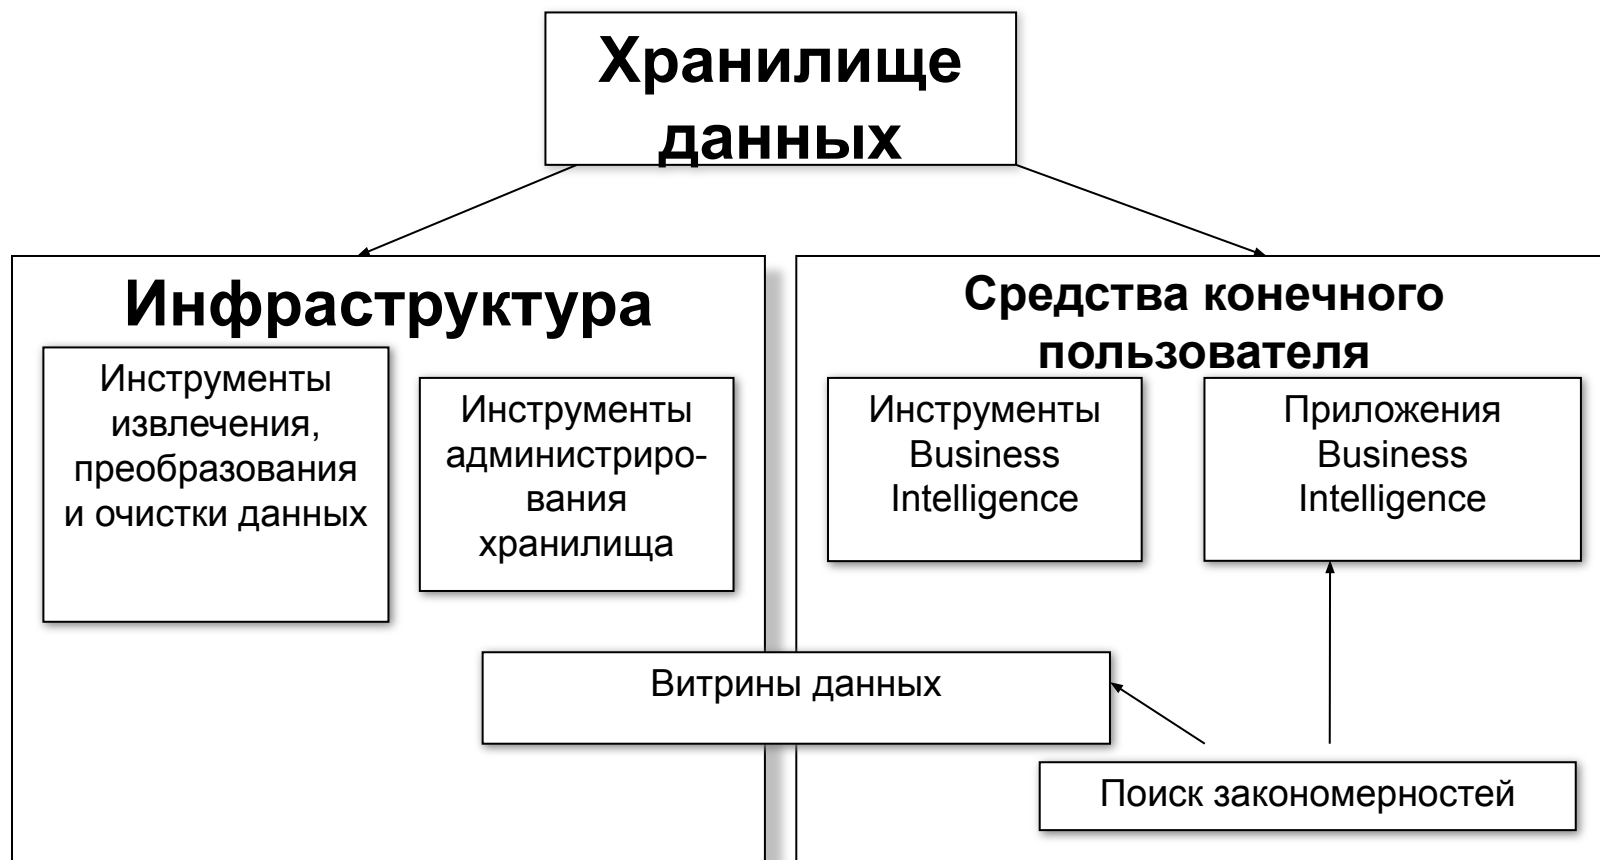 Хранилище
данных
Инфраструктура
Инструменты
извлечения,
преобразования
и очистки данных
Инструменты
администриро-
вания
хранилища
Средства конечного
пользователя
Инструменты
Business
Intelligence
Приложения
Business
Intelligence
Витрины данных
Поиск закономерностей